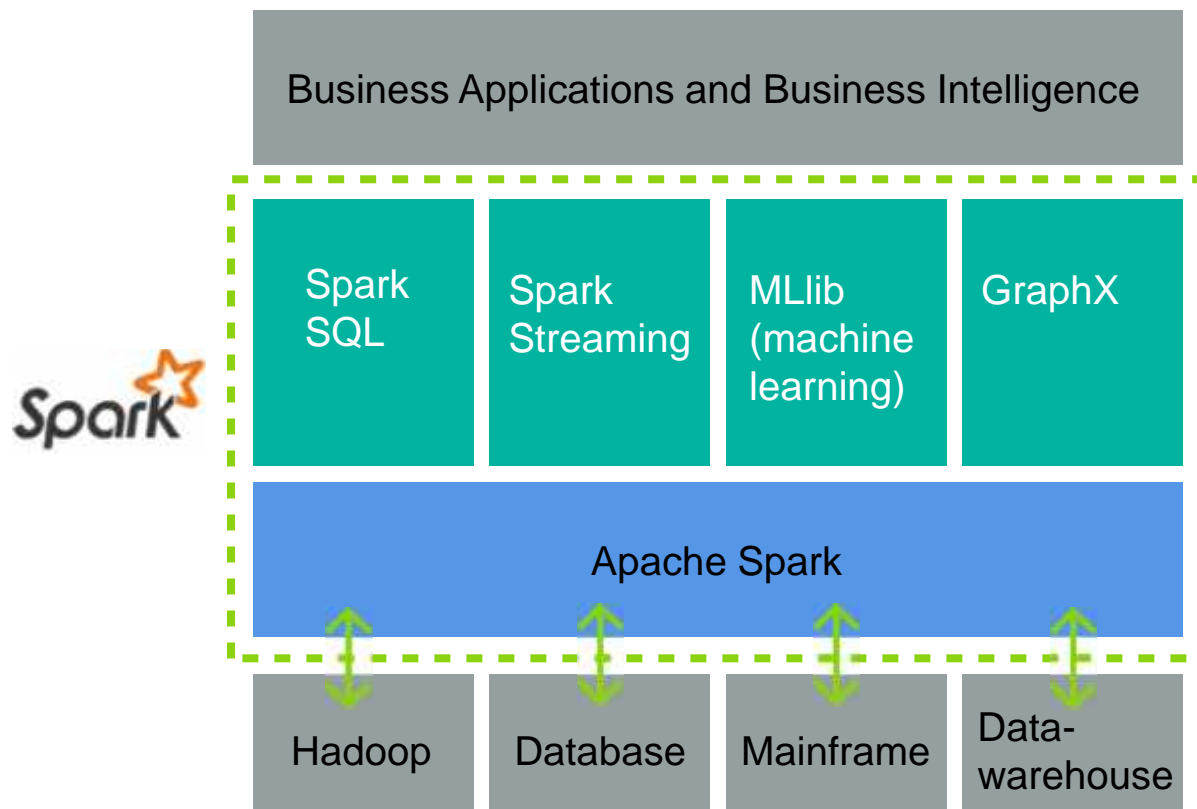 Business Applications and Business Intelligence
Spark
SQL
Spark
Streaming
MLlib
(machine
learning)
GraphX
Spark
Apache Spark
Hadoop
Database
Mainframe
Data-
warehouse